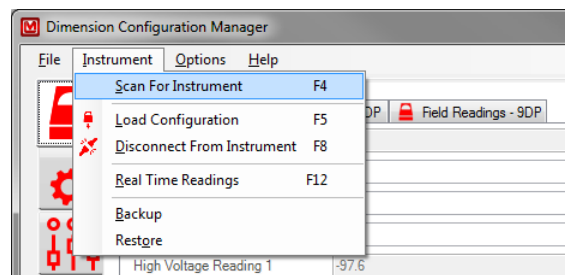 Dimension Configuration Manager
File Instrument Options Help
Scan For Instrument F4
Load Configuration F5
Disconnect From Instrument F8
Real Time Readings F12
Backup
Restore
DP Field Readings - 9DP
High Voltage Reading 1 -97.6